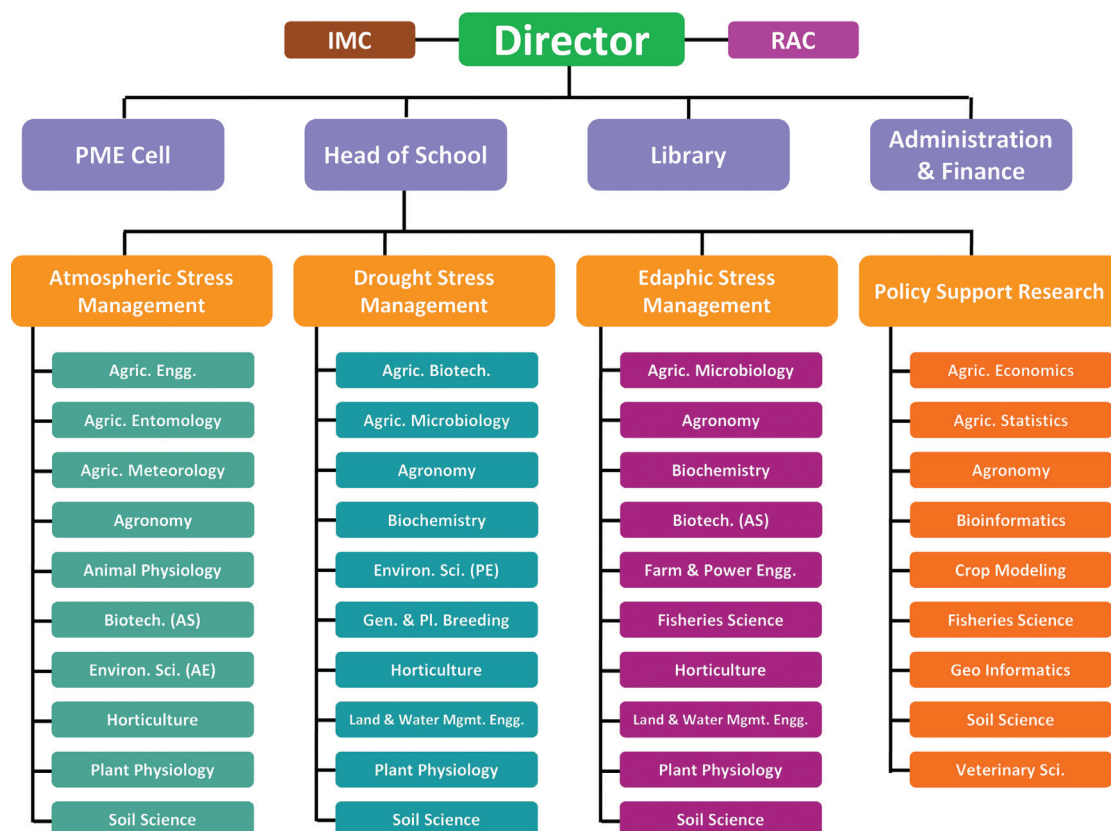 IMC
Director
RAC
PME Cell
Head of School
Library
Administration
& Finance
Atmospheric Stress
Management
Drought Stress
Management
Edaphic Stress
Management
Policy Support Research
Agric. Engg.
Agric. Entomology
Agric. Meteorology
Agronomy
Animal Physiology
Biotech. (AS)
Environ. Sci. (AE)
Horticulture
Plant Physiology
Soil Science
Agric. Biotech.
Agric. Microbiology
Agronomy
Biochemistry
Environ. Sci. (PE)
Gen. & Pl. Breeding
Horticulture
Land & Water Mgmt. Engg.
Plant Physiology
Soil Science
Agric. Microbiology
Agronomy
Biochemistry
Biotech. (AS)
Farm & Power Engg.
Fisheries Science
Horticulture
Land & Water Mgmt. Engg.
Plant Physiology
Soil Science
Agric. Economics
Agric. Statistics
Agronomy
Bioinformatics
Crop Modeling
Fisheries Science
Geo Informatics
Soil Science
Veterinary Sci.